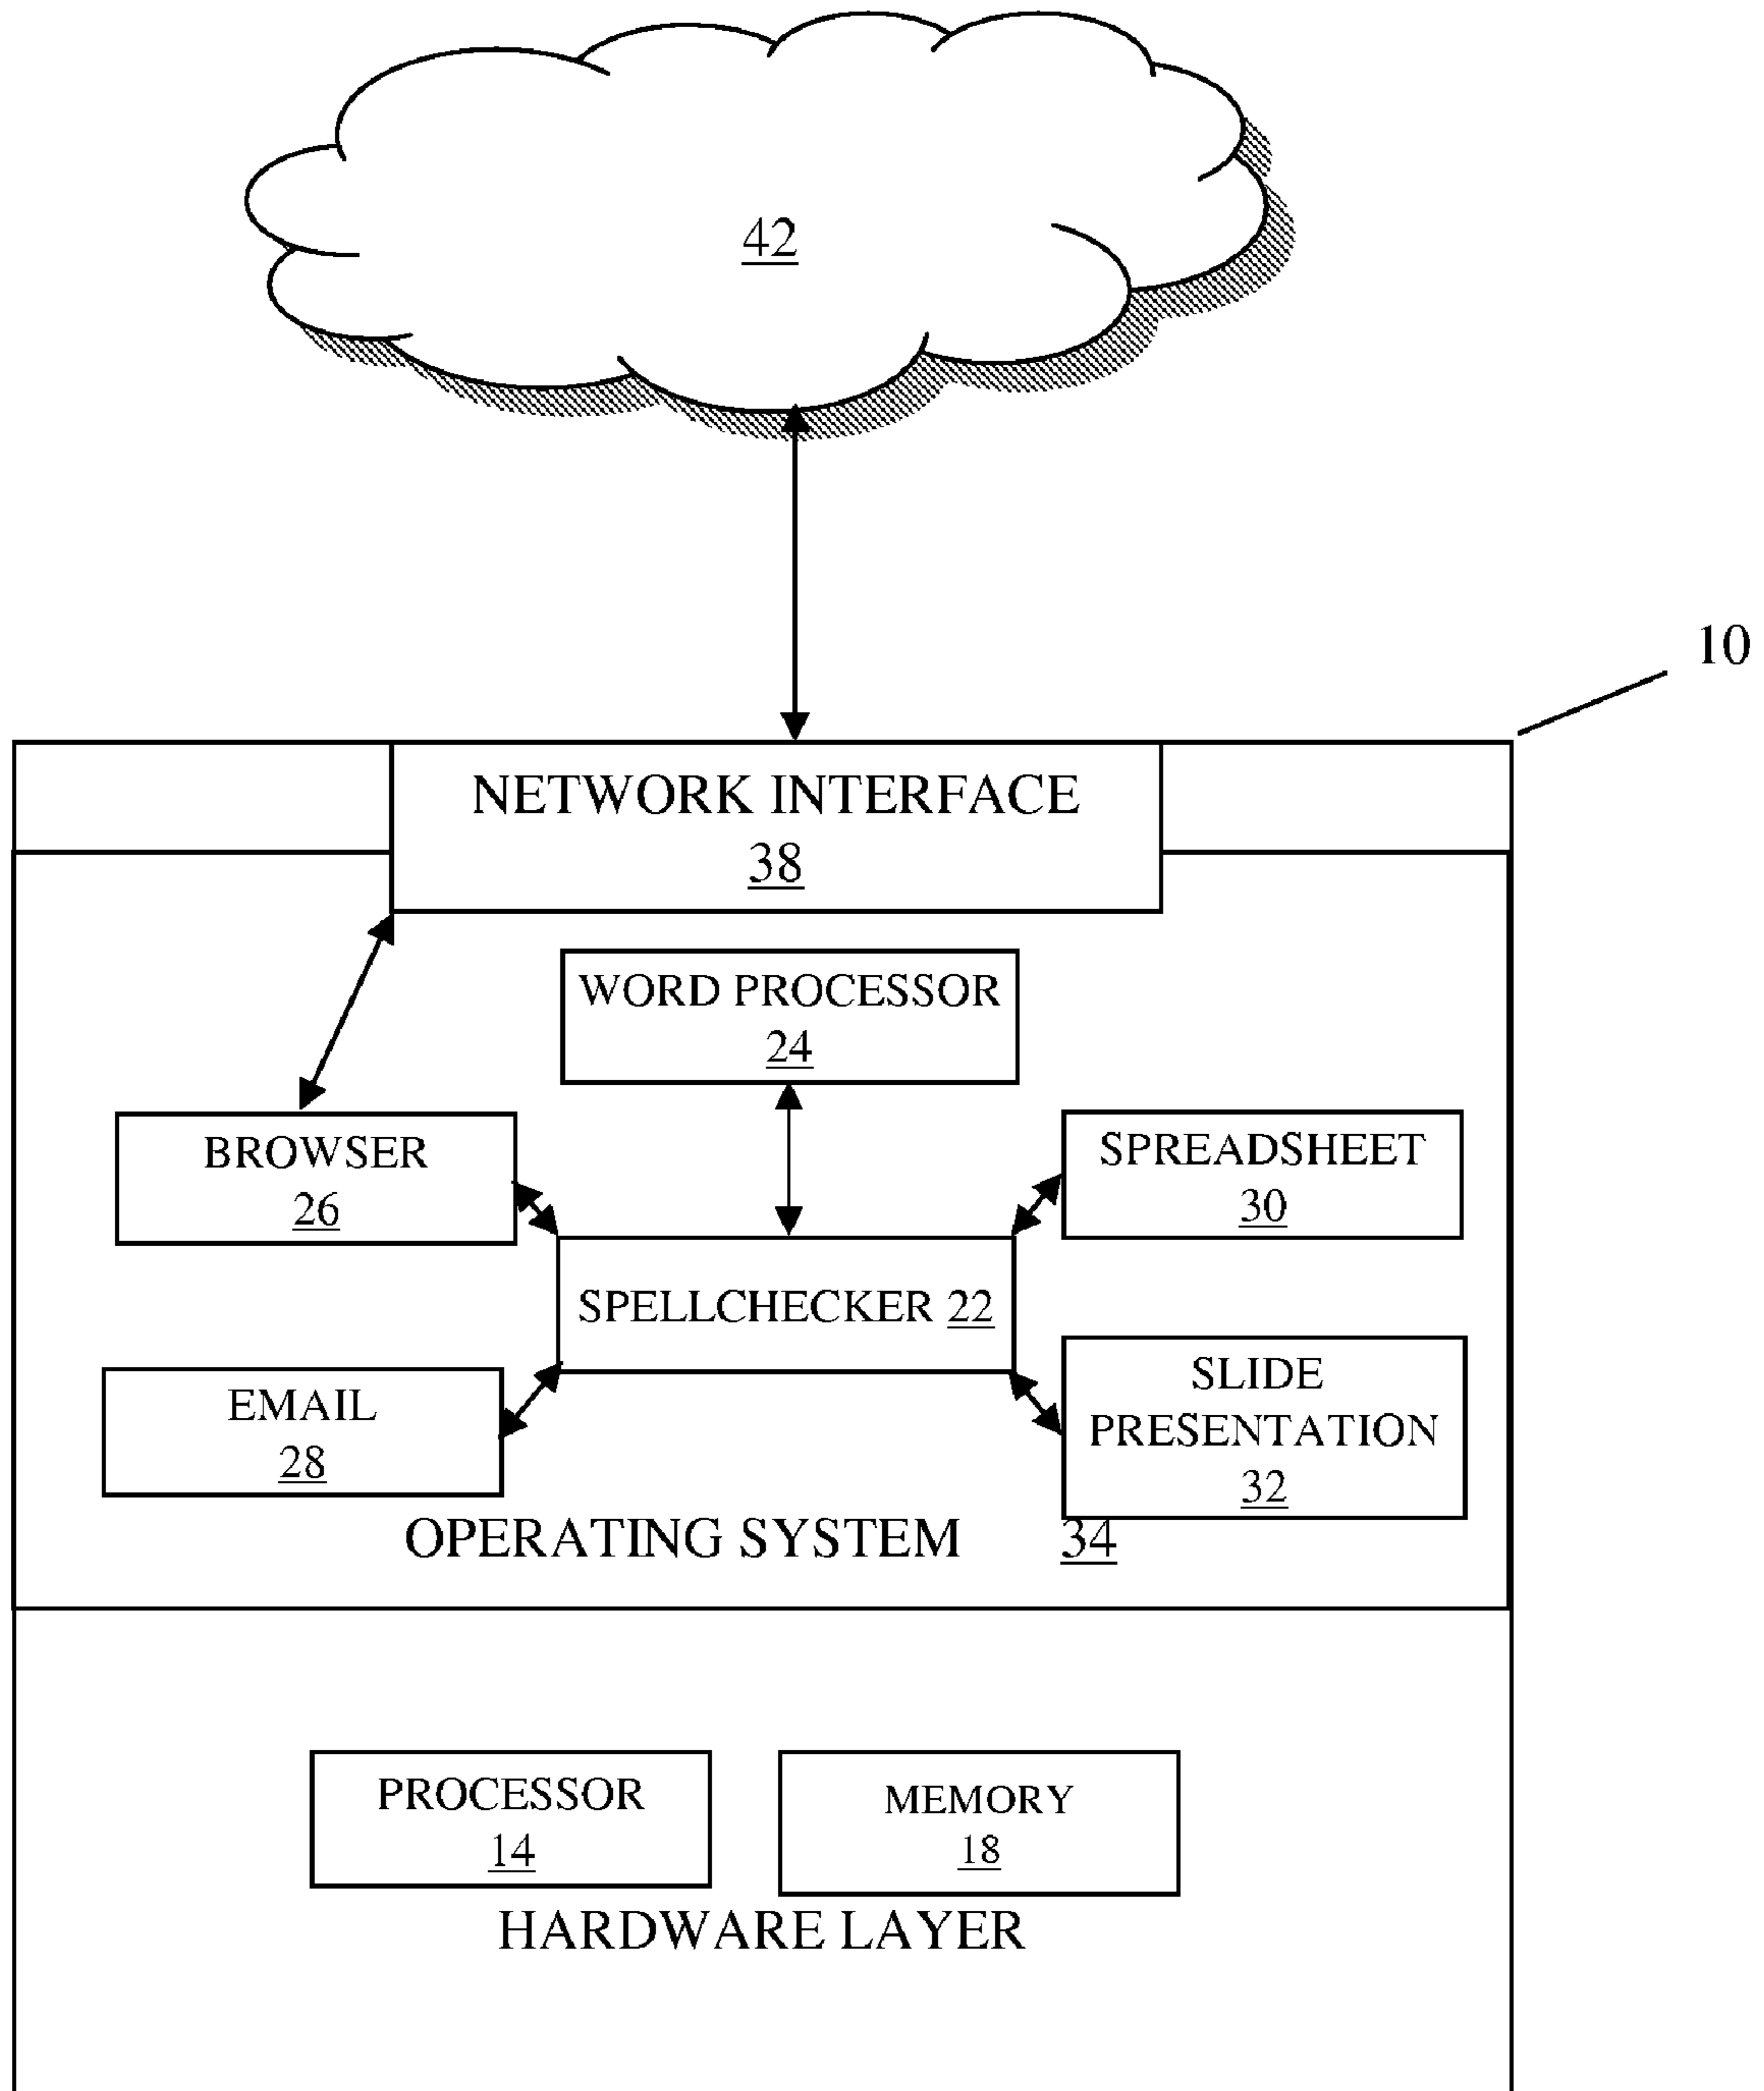 42
10
NETWORK INTERFACE
38
WORD PROCESSOR
24
BROWSER
26
SPREADSHEET
30
SPELLCHECKER 22
EMAIL
28
SLIDE
PRESENTATION
32
OPERATING SYSTEM 34
PROCESSOR
14
MEMORY
18
HARDWARE LAYER